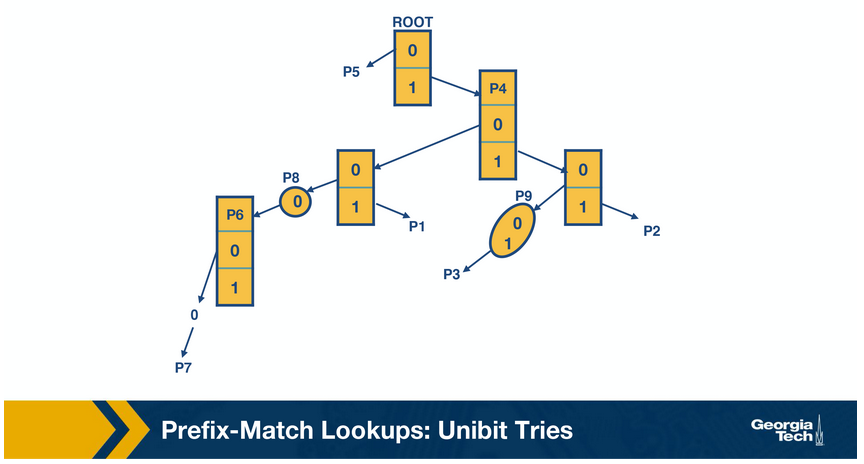 ROOT
0
P5
1
P4
0
1
P8
0
0
P9
0
1
P6
0
1
P1
0
1
P2
0
1
P3
0
P7
Prefix-Match Lookups: Unibit Tries
Georgia
Tech